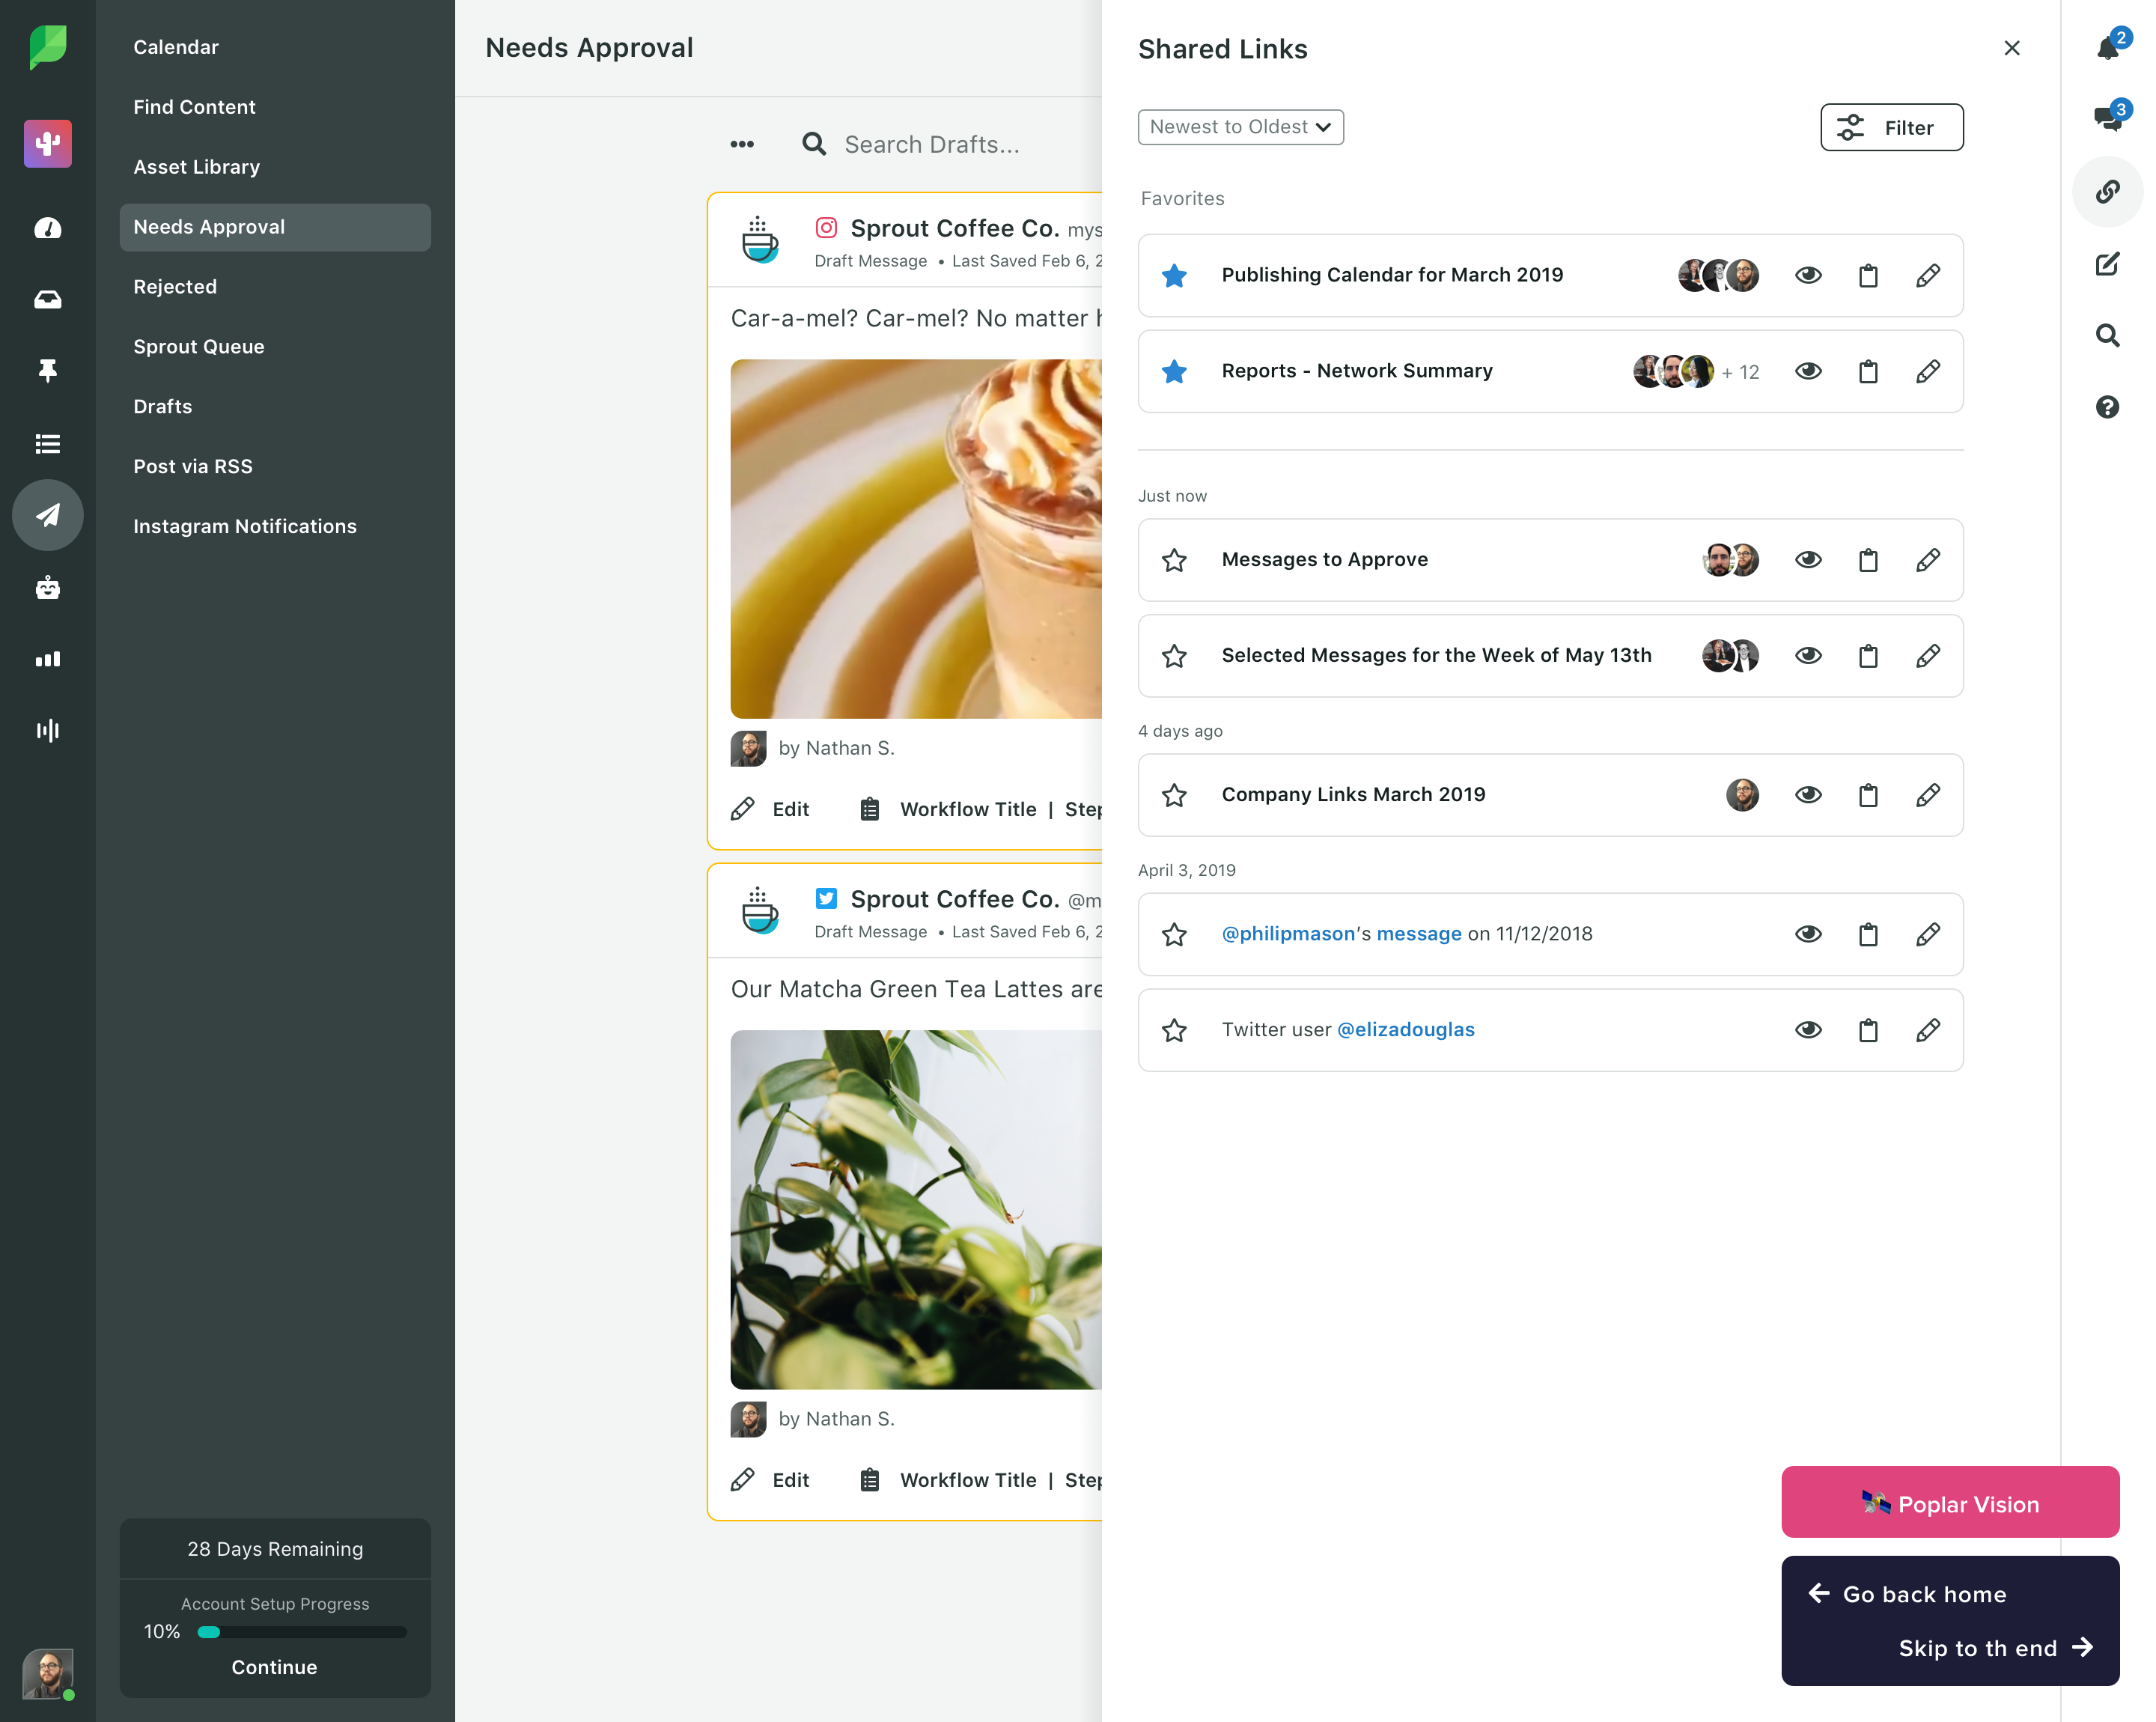 Calendar
Find Content
Asset Library
Needs Approval
Rejected
Sprout Queue
Drafts
Post via RSS
Instagram Notifications
28 Days Remaining
Account Setup Progress
10%
Continue
Needs Approval
Search Drafts...
Sprout Coffee Co. mys
Draft Message • Last Saved Feb 6, 2
Car-a-mel? Car-mel? No matter h
by Nathan S.
Edit
Workflow Title | Step
Sprout Coffee Co. @m
Draft Message • Last Saved Feb 6, 2
Our Matcha Green Tea Lattes are
by Nathan S.
Edit
Workflow Title | Step
Shared Links
Newest to Oldest
Filter
Favorites
Publishing Calendar for March 2019
Reports - Network Summary
+ 12
Just now
Messages to Approve
Selected Messages for the Week of May 13th
4 days ago
Company Links March 2019
April 3, 2019
@philipmason's message on 11/12/2018
Twitter user @elizadouglas
2
3
Poplar Vision
Go back home
Skip to th end